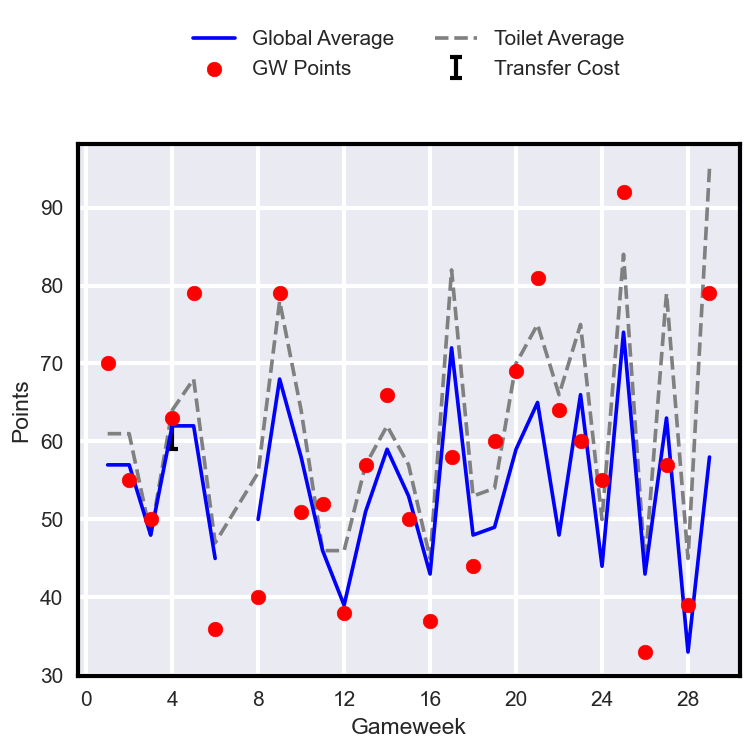 Global Average
Toilet Average
GW Points
Transfer Cost
90
80
70
60
50
40
30
Points
0 4 8 12 16 20 24 28
Gameweek